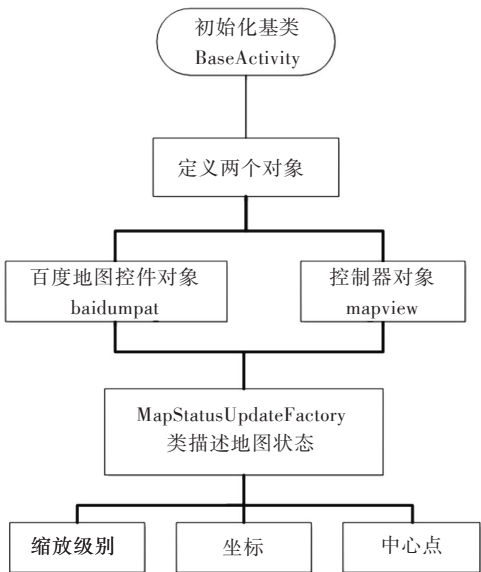 初始化基类
BaseActivity
定义两个对象
百度地图控件对象
baidumpat
控制器对象
mapview
MapStatusUpdateFactory
类描述地图状态
缩放级别
坐标
中心点